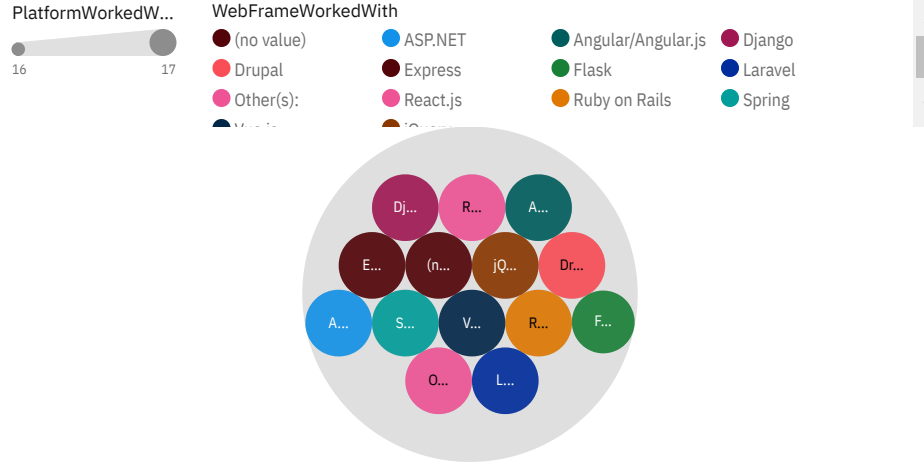 PlatformWorkedW...
WebFrameWorkedWith
(no value) ASP.NET Angular/Angular.js Django
16 17
Drupal Express Flask Laravel
Other(s): React.js Ruby on Rails Spring
Dj... R... A...
E... (n... jQ... Dr...
A... S... V... R... F...
O... L...